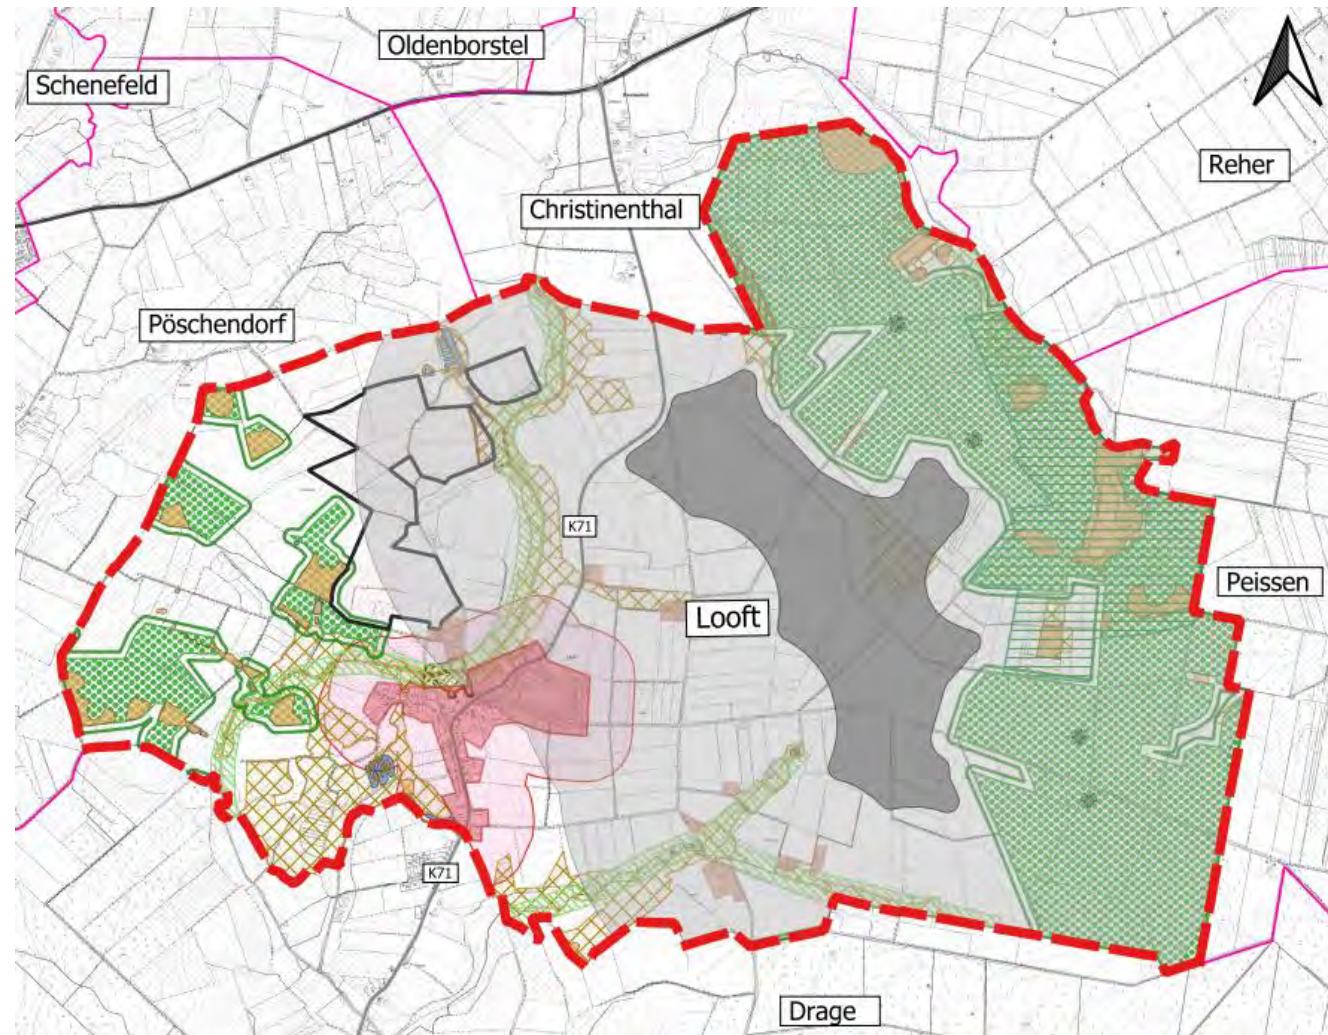 Oldenborstel
Schenefeld
Reher
Christinenthal
Pöschendorf
K71
Peissen
Looft
K71
Drage